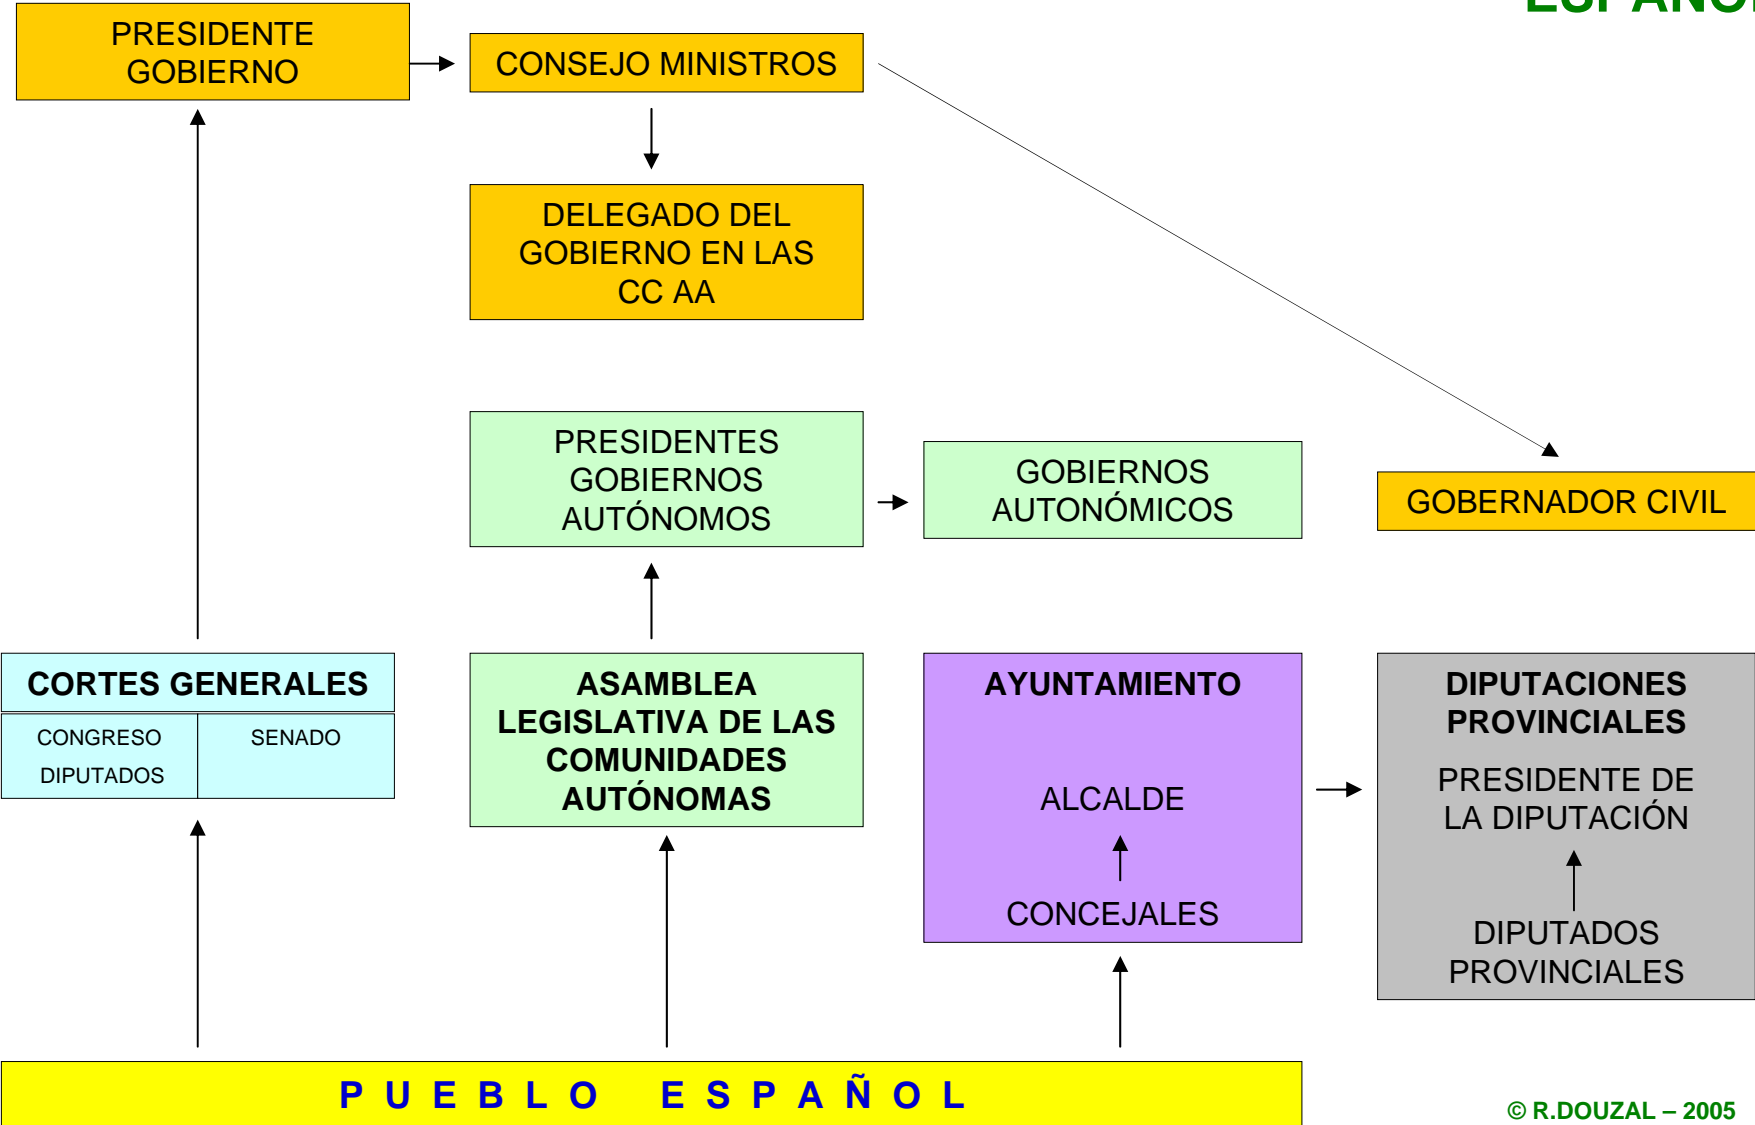 PRESIDENTE
GOBIERNO
CONSEJO MINISTROS
DELEGADO DEL
GOBIERNO EN LAS
CC AA
PRESIDENTES
GOBIERNOS
AUTÓNOMOS
GOBIERNOS
AUTONÓMICOS
GOBERNADOR CIVIL
CORTES GENERALES
CONGRESO
DIPUTADOS
SENADO
ASAMBLEA
LEGISLATIVA DE LAS
COMUNIDADES
AUTÓNOMAS
AYUNTAMIENTO
ALCALDE
CONCEJALES
DIPUTACIONES
PROVINCIALES
PRESIDENTE DE
LA DIPUTACIÓN
DIPUTADOS
PROVINCIALES
PUEBLO ESPAÑOL
© R.DOUZAL – 2005